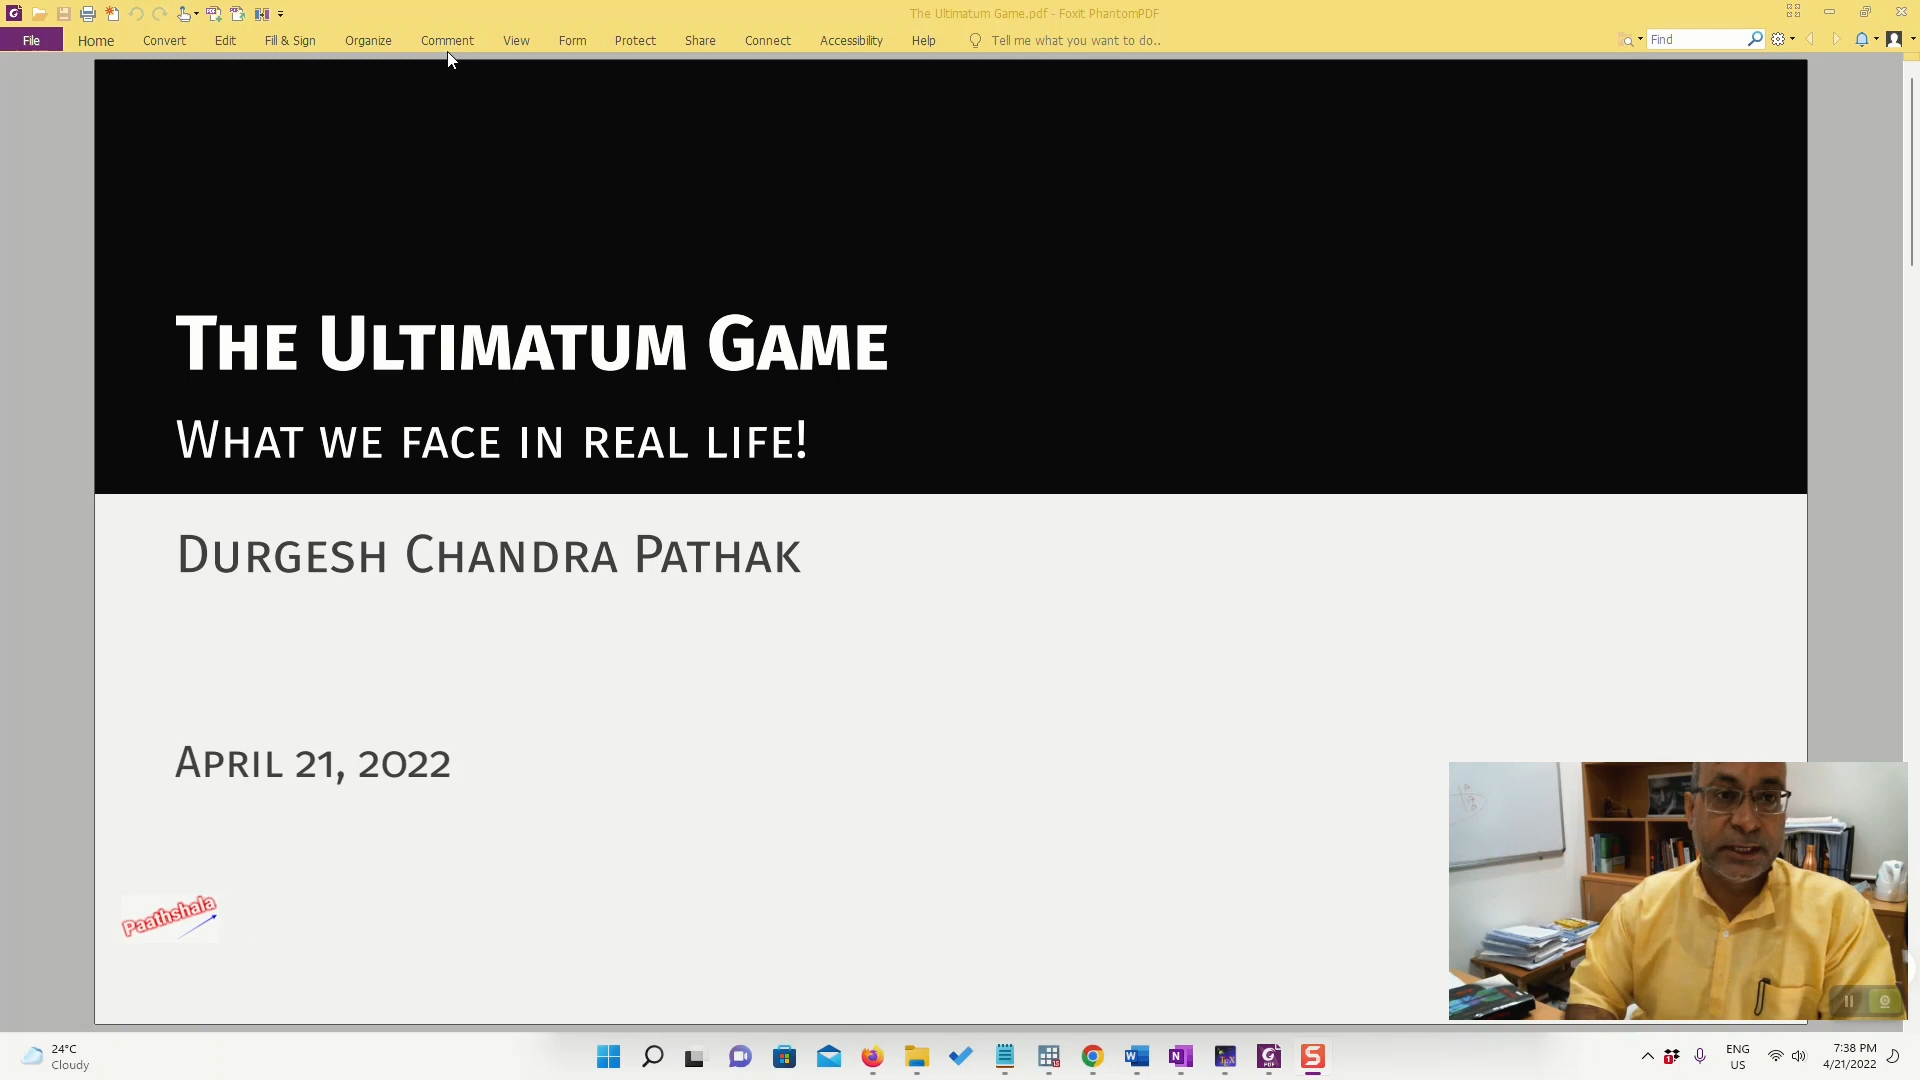 The Ultimatum Game.pdf - Foxit PhantomPDF
File Home Convert Edit Fill & Sign Organize Comment View Form Protect Share Connect Accessibility Help Tell me what you want to do.. Find
The Ultimatum Game
What we face in real life!
Durgesh Chandra Pathak
April 21, 2022
Paathshala
24°C
Cloudy
ENG
US
7:38 PM
4/21/2022